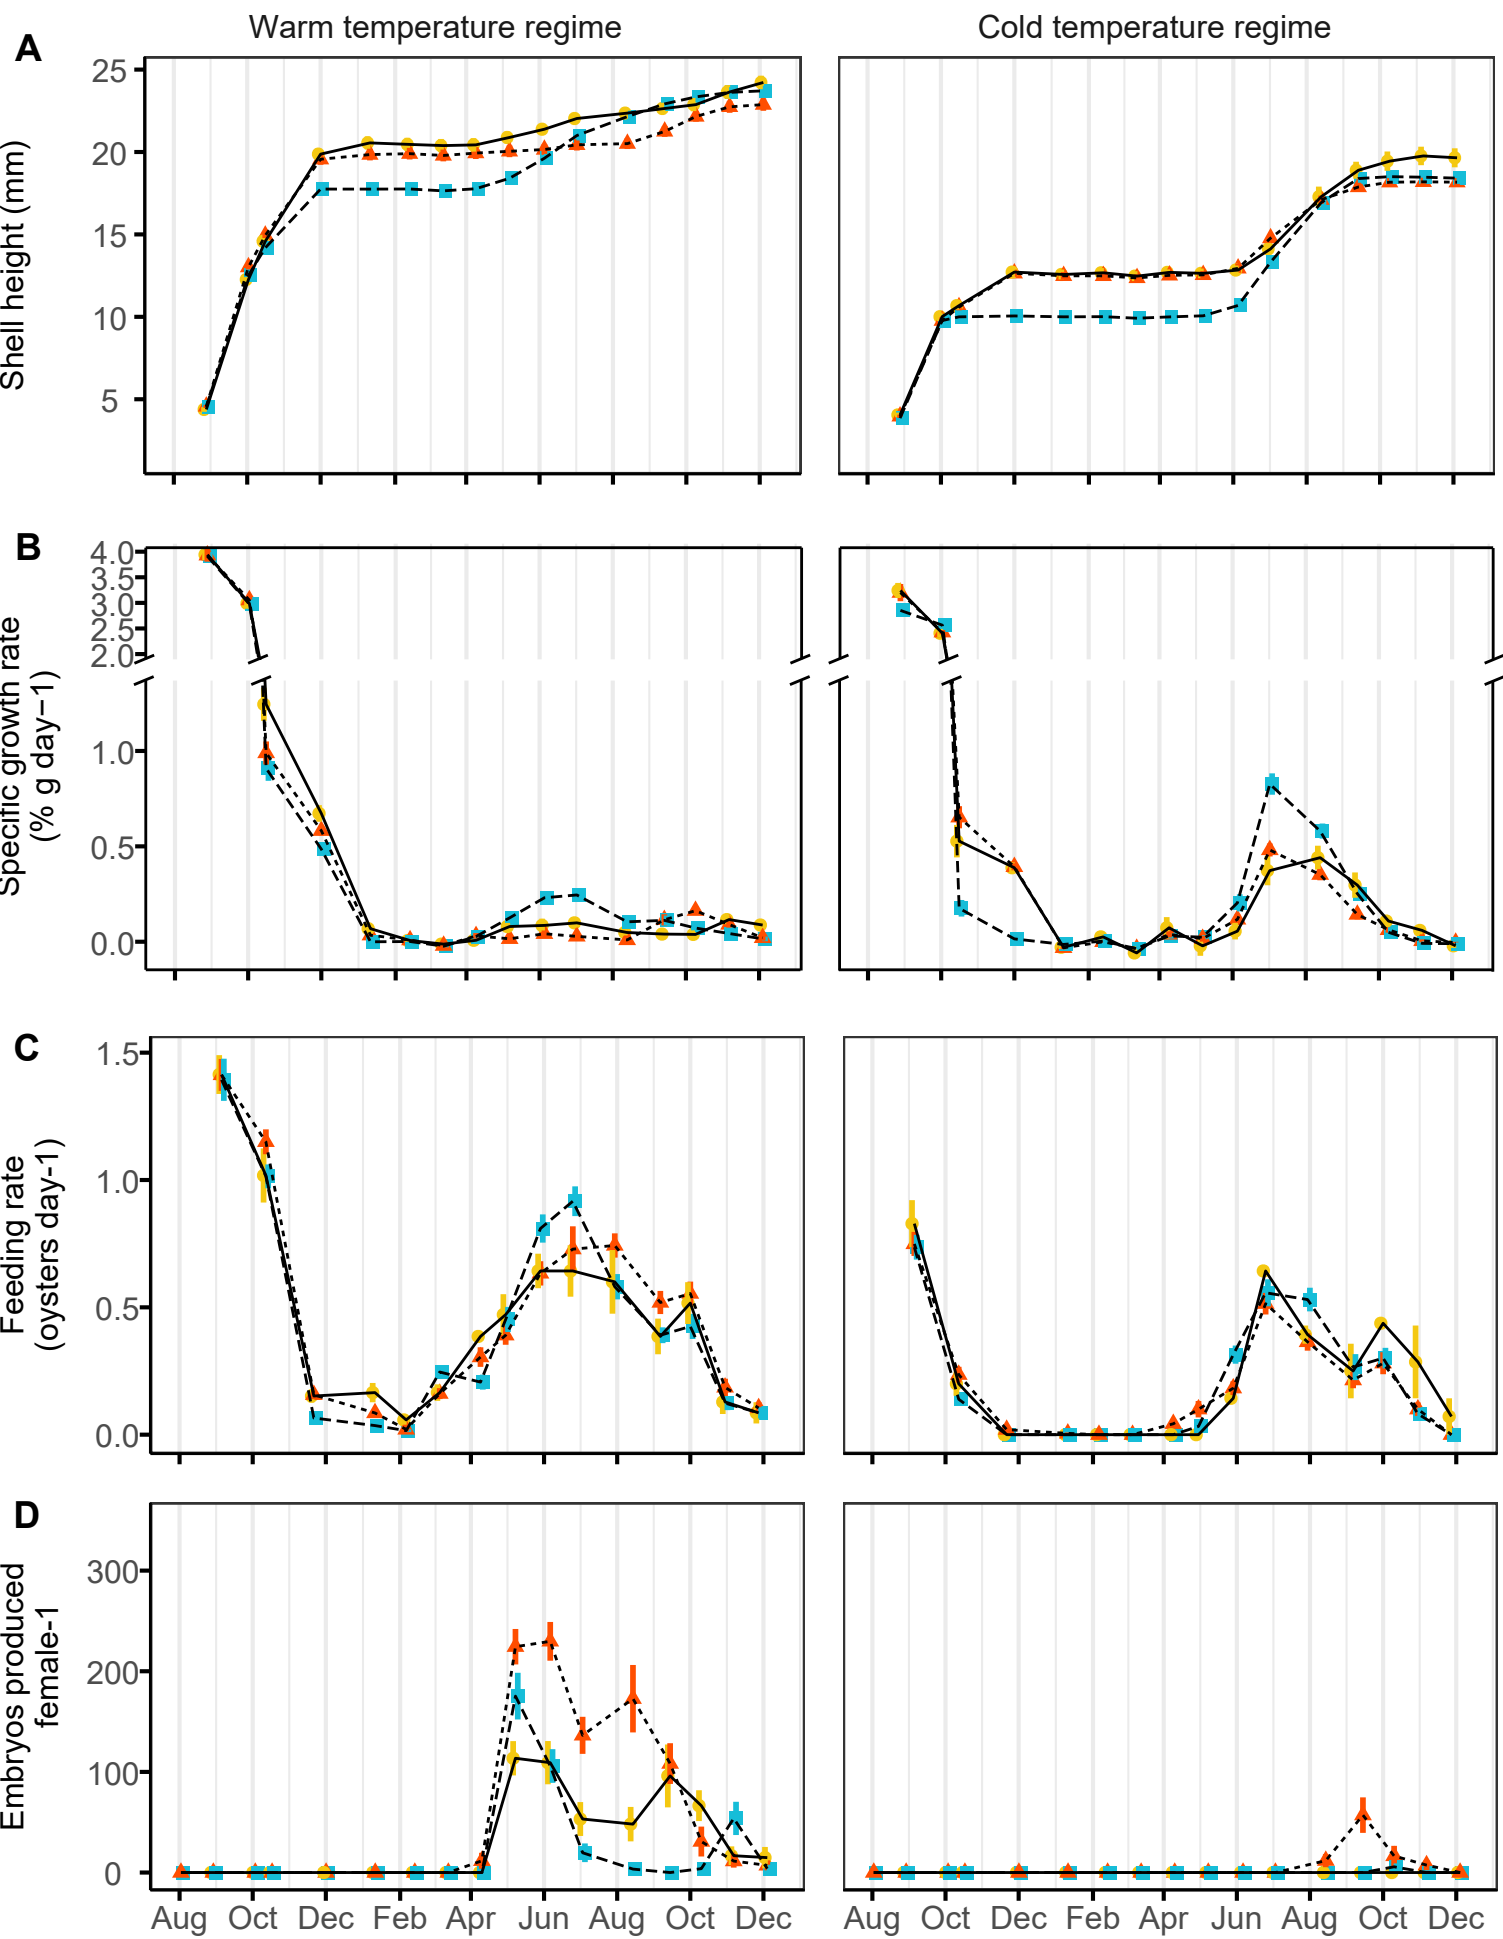 Warm temperature regime
Cold temperature regime
A
Shell height (mm)
25
20
15
10
5
B
Specific growth rate
(% g day−1)
4.0
3.5
3.0
2.5
2.0
1.0
0.5
0.0
C
Feeding rate
(oysters day-1)
1.5
1.0
0.5
0.0
D
Embryos produced
female-1
300
200
100
0
Aug Oct Dec Feb Apr Jun Aug Oct Dec
Aug Oct Dec Feb Apr Jun Aug Oct Dec